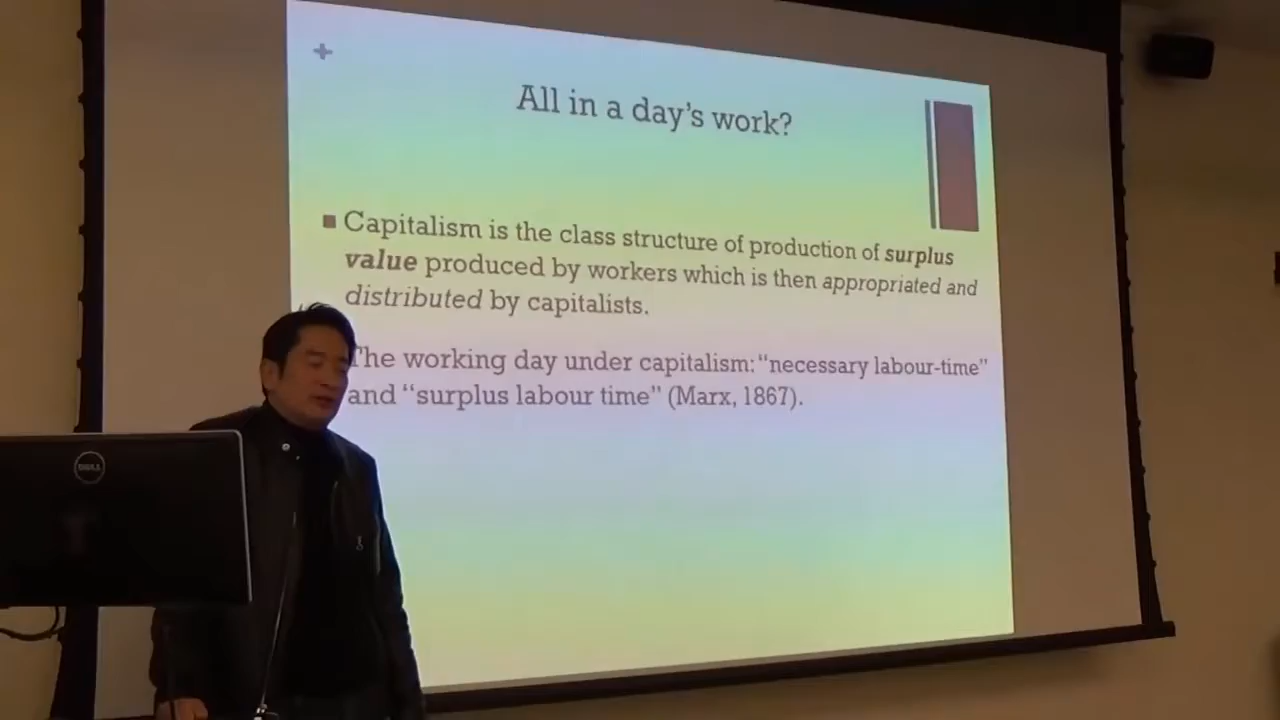 All in a day's work?
Capitalism is the class structure of production of surplus
value produced by workers which is then appropriated and
distributed by capitalists.
The working day under capitalism: “necessary labour-time”
and “surplus labour time” (Marx, 1867).
DELL